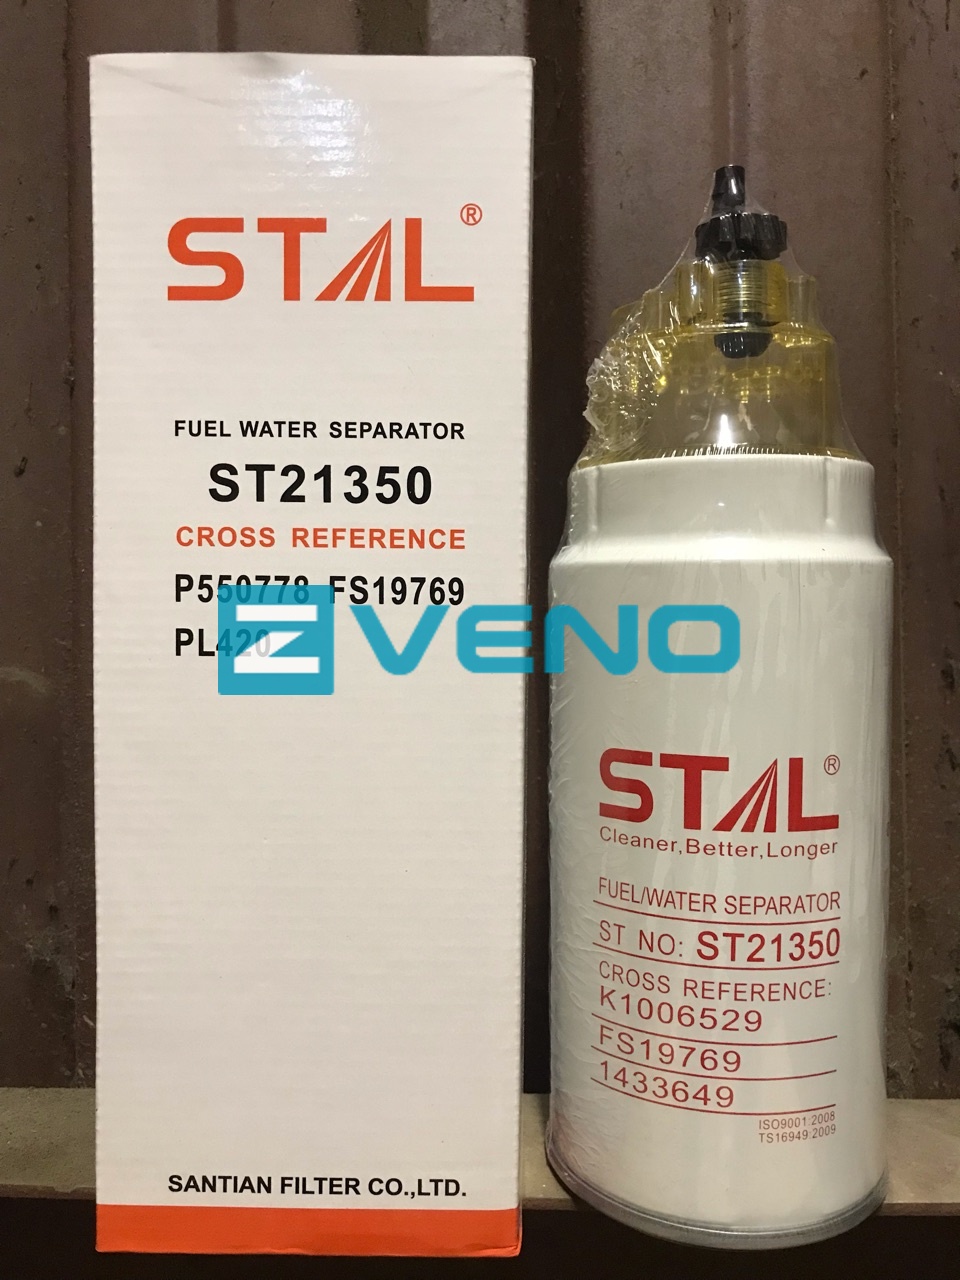 STAL®
FUEL WATER SEPARATOR
ST21350
CROSS REFERENCE
P550778 FS19769
PL420
SANTIAN FILTER CO.,LTD.
ZVENO
STAL®
Cleaner,Better,Longer
FUEL/WATER SEPARATOR
ST NO: ST21350
CROSS REFERENCE:
K1006529
FS19769
1433649
ISO9001:2008
TS16949:2009